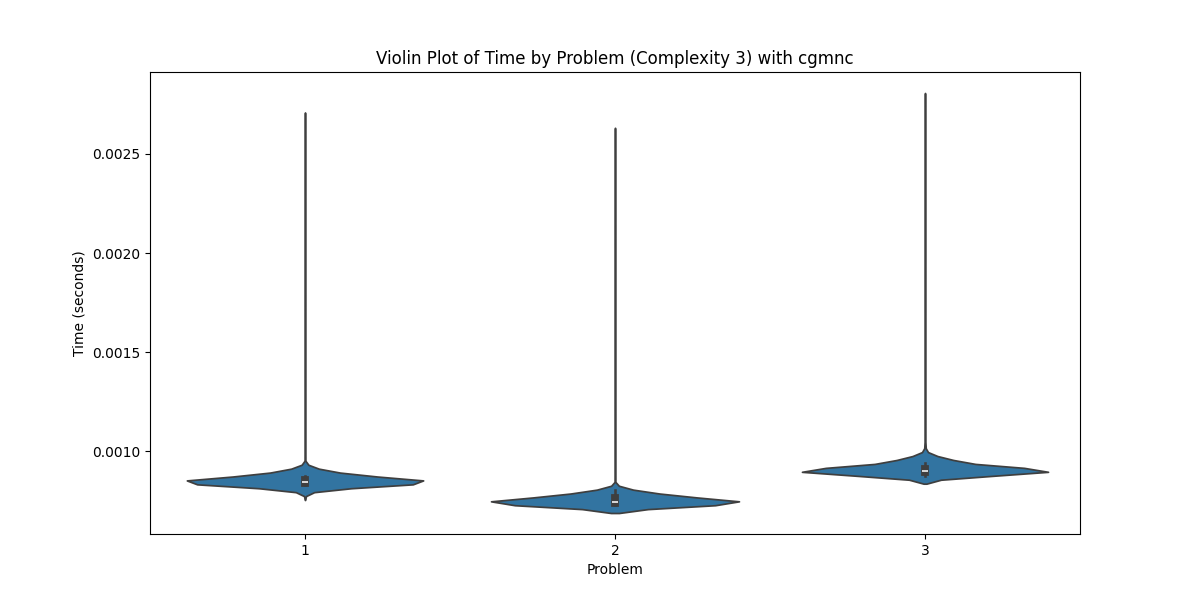 Violin Plot of Time by Problem (Complexity 3) with cgmnc
0.0025
0.0020
0.0015
0.0010
Time (seconds)
1 2 3
Problem